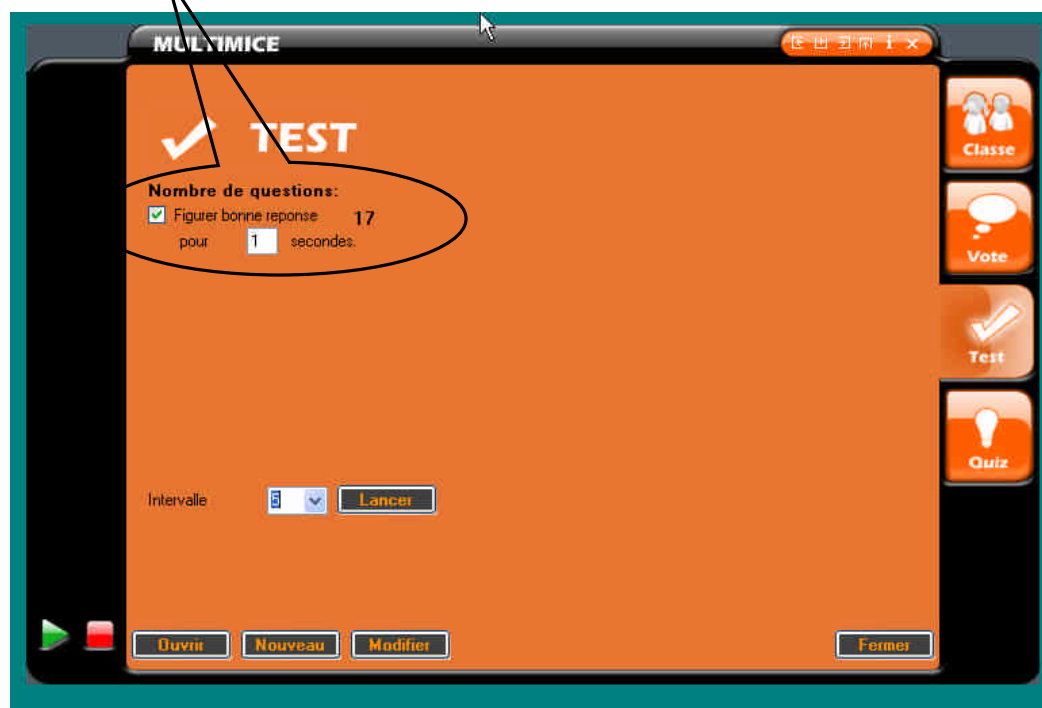 MULTIMICE
TEST
Nombre de questions:
Figurer bonne reponse 17
pour 1 secondes.
Intervalle 5 Lancer
Ouvrir Nouveau Modifier Fermer
Classe
Vote
Test
Quiz